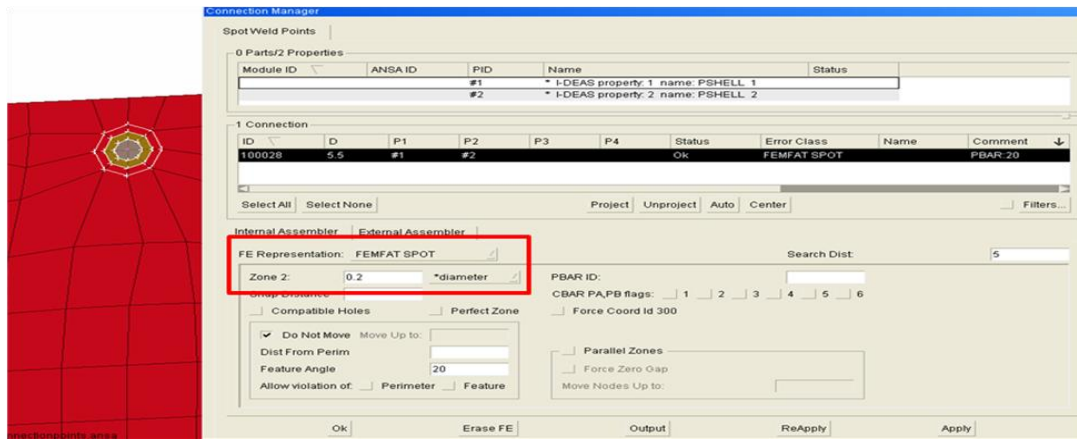 Connection Manager
Spot Weld Points
0 Parts/2 Properties
Module ID ANSA ID PID Name Status
#1 * I-DEAS property: 1 name: PSHELL_1
#2 * I-DEAS property: 2 name: PSHELL_2
1 Connection
ID D P1 P2 P3 P4 Status Error Class Name Comment
100028 5.5 #1 #2 Ok FEMFAT SPOT PBAR:20
Select All Select None Project Unproject Auto Center Filters...
Internal Assembler External Assembler
FE Representation: FEMFAT SPOT Search Dist: 5
Zone 2: 0.2 *diameter PBAR ID:
Snap Distance CBAR PA,PB flags: 1 2 3 4 5 6
Compatible Holes Perfect Zone Force Coord Id 300
Do Not Move Move Up to:
Dist From Perim Parallel Zones
Feature Angle 20 Force Zero Gap
Allow violation of: Perimeter Feature Move Nodes Up to:
Ok Erase FE Output ReApply Apply
nnectionpoints.ansa